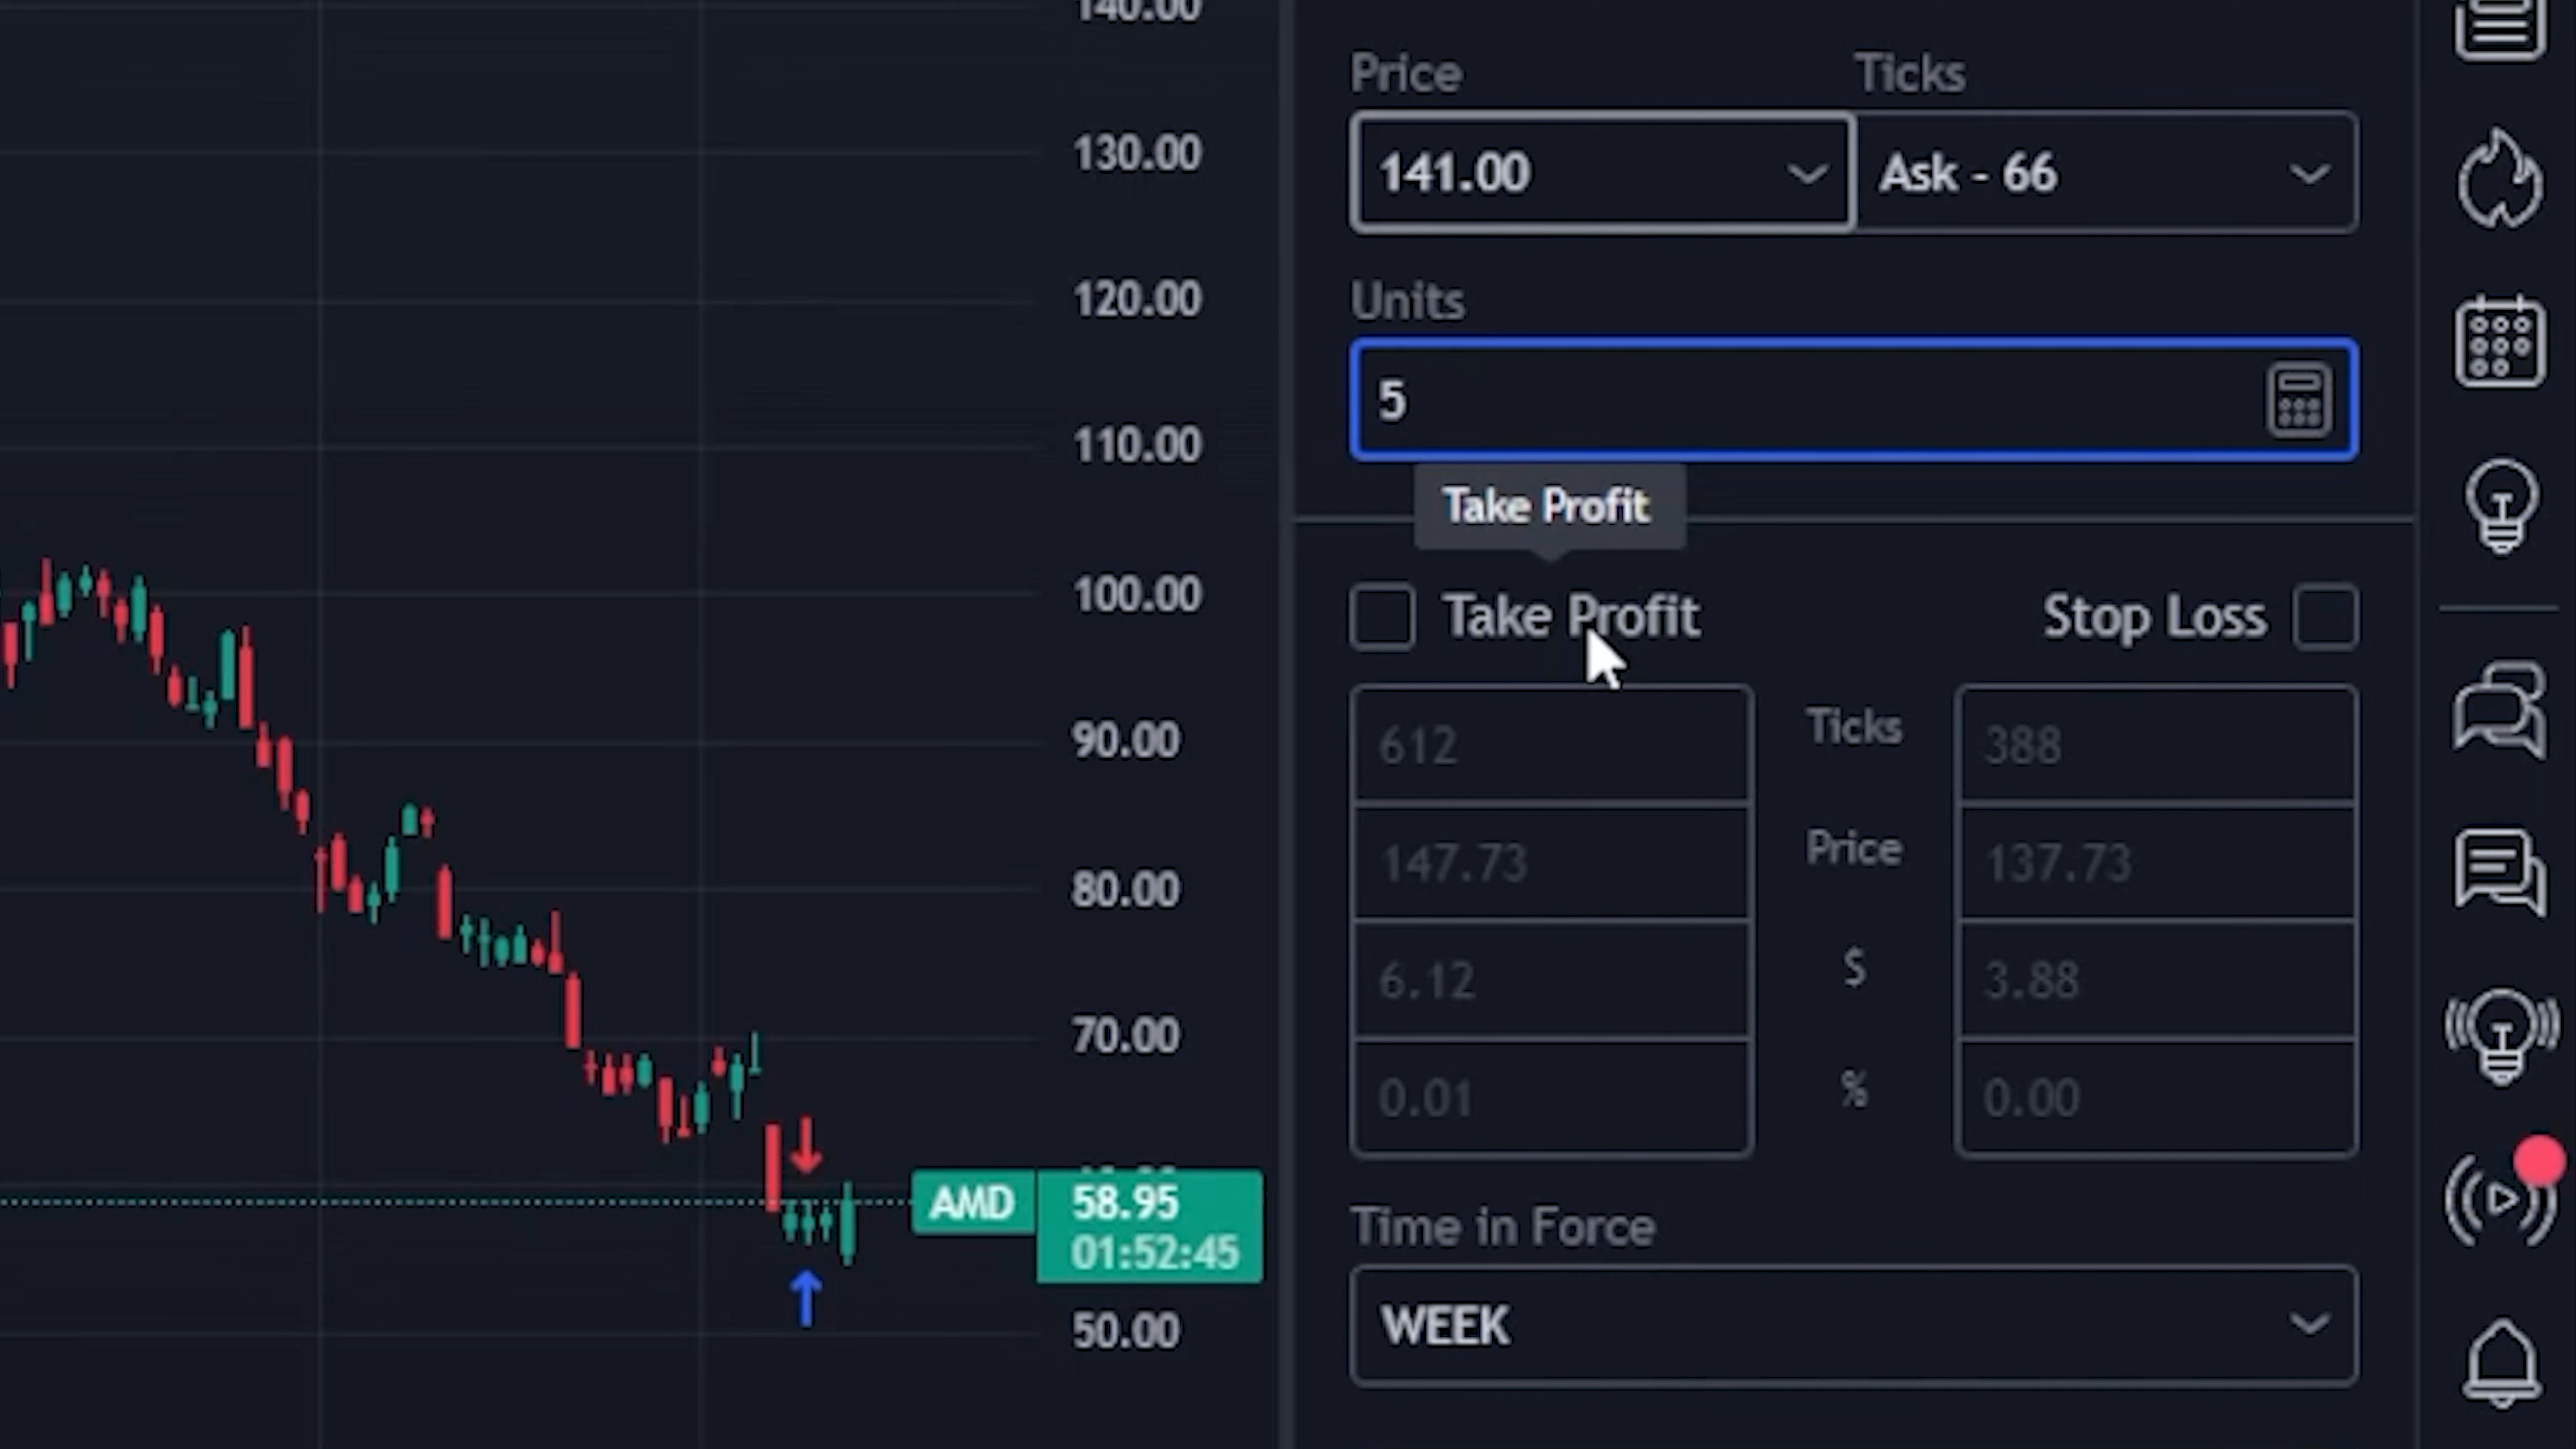 140.00
130.00
120.00
110.00
100.00
90.00
80.00
70.00
AMD 58.95
01:52:45
50.00
Price Ticks
141.00 Ask - 66
Units
5
Take Profit
Take Profit Stop Loss
612 Ticks 388
147.73 Price 137.73
6.12 $ 3.88
0.01 % 0.00
Time in Force
WEEK